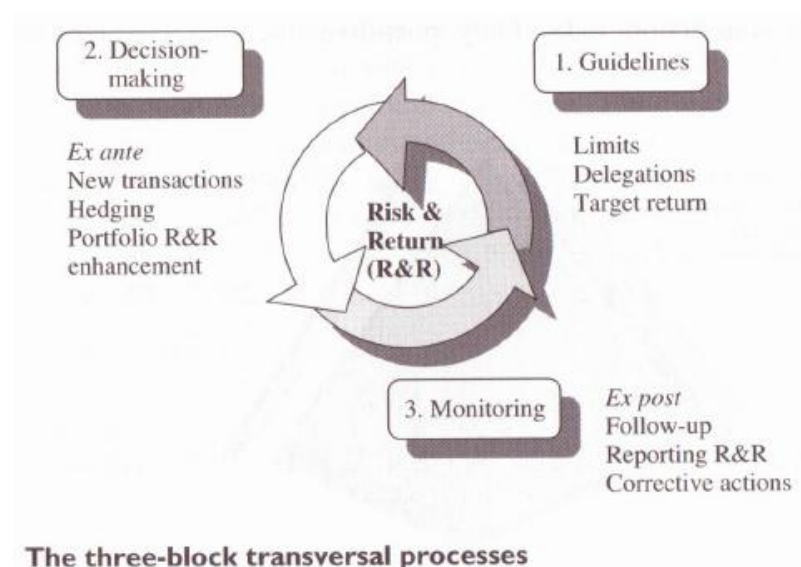 2. Decision-
making
1. Guidelines
Ex ante
New transactions
Hedging
Portfolio R&R
enhancement
Limits
Delegations
Target return
Risk &
Return
(R&R)
3. Monitoring
Ex post
Follow-up
Reporting R&R
Corrective actions
The three-block transversal processes